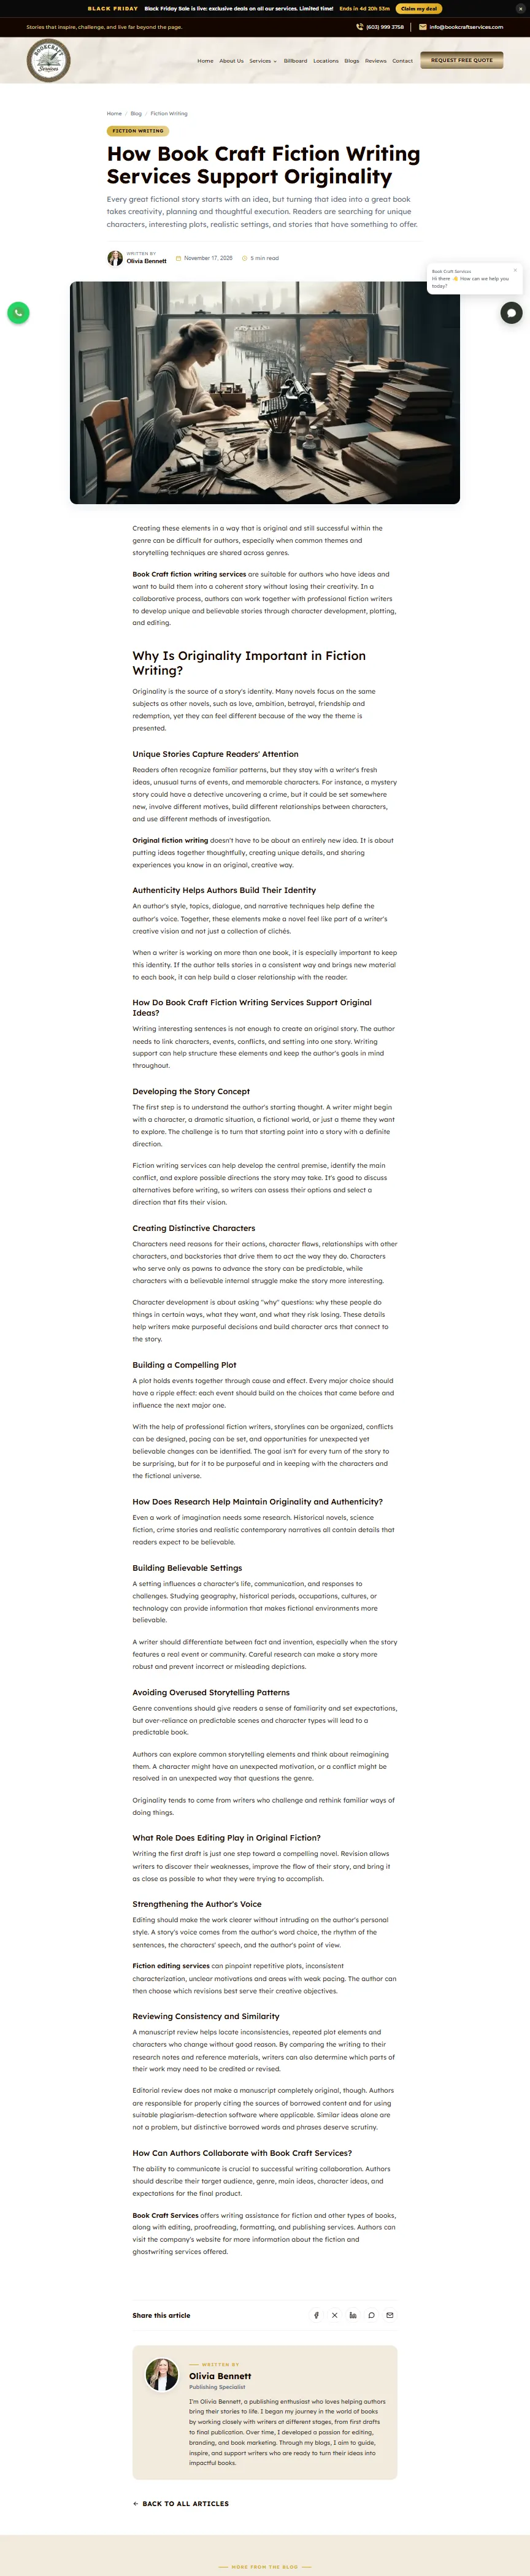 BLACK FRIDAY Black Friday Sale is live: exclusive deals on all our services. Limited time! Ends in 4d 20h 53m Claim my deal
Stories that inspire, challenge, and live far beyond the page. (603) 999 3758 info@bookcraftservices.com
BOOKCRAFT
Services
Home About Us Services Billboard Locations Blogs Reviews Contact REQUEST FREE QUOTE
Home / Blog / Fiction Writing
FICTION WRITING
How Book Craft Fiction Writing
Services Support Originality
Every great fictional story starts with an idea, but turning that idea into a great book
takes creativity, planning and thoughtful execution. Readers are searching for unique
characters, interesting plots, realistic settings, and stories that have something to offer.
WRITTEN BY
Olivia Bennett
November 17, 2026
5 min read
Book Craft Services
Hi there 👋 How can we help you
today?
Creating these elements in a way that is original and still successful within the
genre can be difficult for authors, especially when common themes and
storytelling techniques are shared across genres.
Book Craft fiction writing services are suitable for authors who have ideas and
want to build them into a coherent story without losing their creativity. In a
collaborative process, authors can work together with professional fiction writers
to develop unique and believable stories through character development, plotting,
and editing.
Why Is Originality Important in Fiction
Writing?
Originality is the source of a story's identity. Many novels focus on the same
subjects as other novels, such as love, ambition, betrayal, friendship and
redemption, yet they can feel different because of the way the theme is
presented.
Unique Stories Capture Readers' Attention
Readers often recognize familiar patterns, but they stay with a writer's fresh
ideas, unusual turns of events, and memorable characters. For instance, a mystery
story could have a detective uncovering a crime, but it could be set somewhere
new, involve different motives, build different relationships between characters,
and use different methods of investigation.
Original fiction writing doesn't have to be about an entirely new idea. It is about
putting ideas together thoughtfully, creating unique details, and sharing
experiences you know in an original, creative way.
Authenticity Helps Authors Build Their Identity
An author's style, topics, dialogue, and narrative techniques help define the
author's voice. Together, these elements make a novel feel like part of a writer's
creative vision and not just a collection of clichés.
When a writer is working on more than one book, it is especially important to keep
this identity. If the author tells stories in a consistent way and brings new material
to each book, it can help build a closer relationship with the reader.
How Do Book Craft Fiction Writing Services Support Original
Ideas?
Writing interesting sentences is not enough to create an original story. The author
needs to link characters, events, conflicts, and setting into one story. Writing
support can help structure these elements and keep the author's goals in mind
throughout.
Developing the Story Concept
The first step is to understand the author's starting thought. A writer might begin
with a character, a dramatic situation, a fictional world, or just a theme they want
to explore. The challenge is to turn that starting point into a story with a definite
direction.
Fiction writing services can help develop the central premise, identify the main
conflict, and explore possible directions the story may take. It's good to discuss
alternatives before writing, so writers can assess their options and select a
direction that fits their vision.
Creating Distinctive Characters
Characters need reasons for their actions, character flaws, relationships with other
characters, and backstories that drive them to act the way they do. Characters
who serve only as pawns to advance the story can be predictable, while
characters with a believable internal struggle make the story more interesting.
Character development is about asking "why" questions: why these people do
things in certain ways, what they want, and what they risk losing. These details
help writers make purposeful decisions and build character arcs that connect to
the story.
Building a Compelling Plot
A plot holds events together through cause and effect. Every major choice should
have a ripple effect: each event should build on the choices that came before and
influence the next major one.
With the help of professional fiction writers, storylines can be organized, conflicts
can be designed, pacing can be set, and opportunities for unexpected yet
believable changes can be identified. The goal isn't for every turn of the story to
be surprising, but for it to be purposeful and in keeping with the characters and
the fictional universe.
How Does Research Help Maintain Originality and Authenticity?
Even a work of imagination needs some research. Historical novels, science
fiction, crime stories and realistic contemporary narratives all contain details that
readers expect to be believable.
Building Believable Settings
A setting influences a character's life, communication, and responses to
challenges. Studying geography, historical periods, occupations, cultures, or
technology can provide information that makes fictional environments more
believable.
A writer should differentiate between fact and invention, especially when the story
features a real event or community. Careful research can make a story more
robust and prevent incorrect or misleading depictions.
Avoiding Overused Storytelling Patterns
Genre conventions should give readers a sense of familiarity and set expectations,
but over-reliance on predictable scenes and character types will lead to a
predictable book.
Authors can explore common storytelling elements and think about reimagining
them. A character might have an unexpected motivation, or a conflict might be
resolved in an unexpected way that questions the genre.
Originality tends to come from writers who challenge and rethink familiar ways of
doing things.
What Role Does Editing Play in Original Fiction?
Writing the first draft is just one step toward a compelling novel. Revision allows
writers to discover their weaknesses, improve the flow of their story, and bring it
as close as possible to what they were trying to accomplish.
Strengthening the Author's Voice
Editing should make the work clearer without intruding on the author's personal
style. A story's voice comes from the author's word choice, the rhythm of the
sentences, the characters' speech, and the author's point of view.
Fiction editing services can pinpoint repetitive plots, inconsistent
characterization, unclear motivations and areas with weak pacing. The author can
then choose which revisions best serve their creative objectives.
Reviewing Consistency and Similarity
A manuscript review helps locate inconsistencies, repeated plot elements and
characters who change without good reason. By comparing the writing to their
research notes and reference materials, writers can also determine which parts of
their work may need to be credited or revised.
Editorial review does not make a manuscript completely original, though. Authors
are responsible for properly citing the sources of borrowed content and for using
suitable plagiarism-detection software where applicable. Similar ideas alone are
not a problem, but distinctive borrowed words and phrases deserve scrutiny.
How Can Authors Collaborate with Book Craft Services?
The ability to communicate is crucial to successful writing collaboration. Authors
should describe their target audience, genre, main ideas, character ideas, and
expectations for the final product.
Book Craft Services offers writing assistance for fiction and other types of books,
along with editing, proofreading, formatting, and publishing services. Authors can
visit the company's website for more information about the fiction and
ghostwriting services offered.
Share this article
WRITTEN BY
Olivia Bennett
Publishing Specialist
I'm Olivia Bennett, a publishing enthusiast who loves helping authors
bring their stories to life. I began my journey in the world of books
by working closely with writers at different stages, from first drafts
to final publication. Over time, I developed a passion for editing,
branding, and book marketing. Through my blogs, I aim to guide,
inspire, and support writers who are ready to turn their ideas into
impactful books.
← BACK TO ALL ARTICLES
MORE FROM THE BLOG